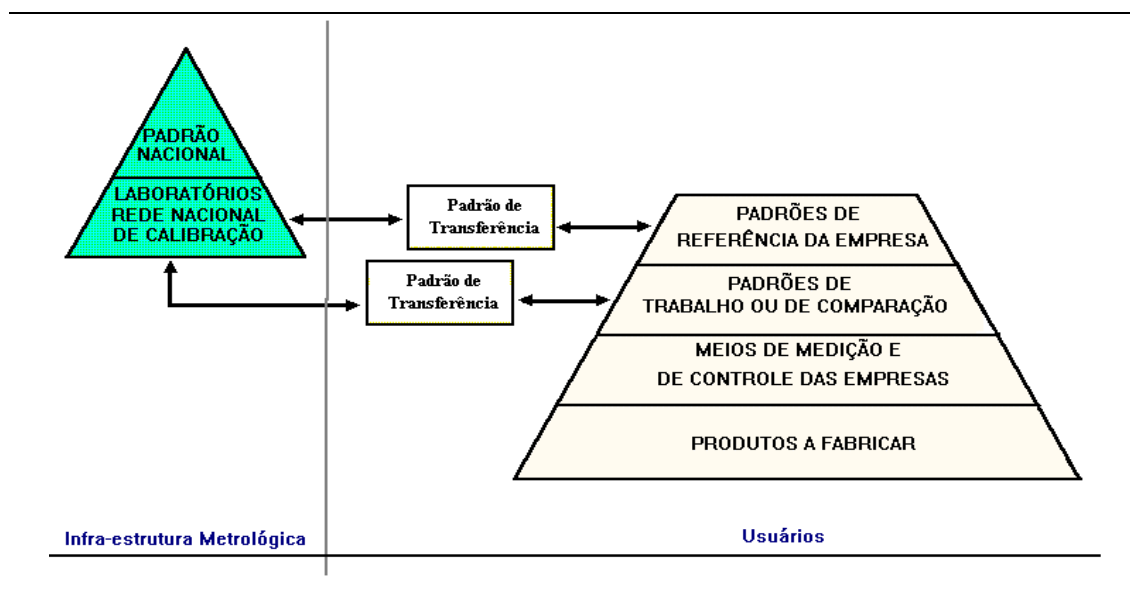 PADRÃO
NACIONAL
LABORATÓRIOS
REDE NACIONAL
DE CALIBRAÇÃO
Padrão de
Transferência
Padrão de
Transferência
PADRÕES DE
REFERÊNCIA DA EMPRESA
PADRÕES DE
TRABALHO OU DE COMPARAÇÃO
MEIOS DE MEDIÇÃO E
DE CONTROLE DAS EMPRESAS
PRODUTOS A FABRICAR
Infra-estrutura Metrológica
Usuários